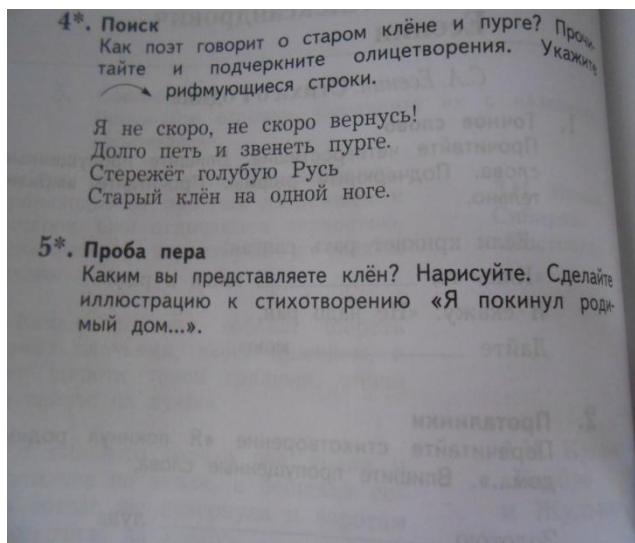 4*. Поиск
Как поэт говорит о старом клёне и пурге? Прочи-
тайте и подчеркните олицетворения. Укажите
рифмующиеся строки.
Я не скоро, не скоро вернусь!
Долго петь и звенеть пурге.
Стережёт голубую Русь
Старый клён на одной ноге.
5*. Проба пера
Каким вы представляете клён? Нарисуйте. Сделайте
иллюстрацию к стихотворению «Я покинул роди-
мый дом...».